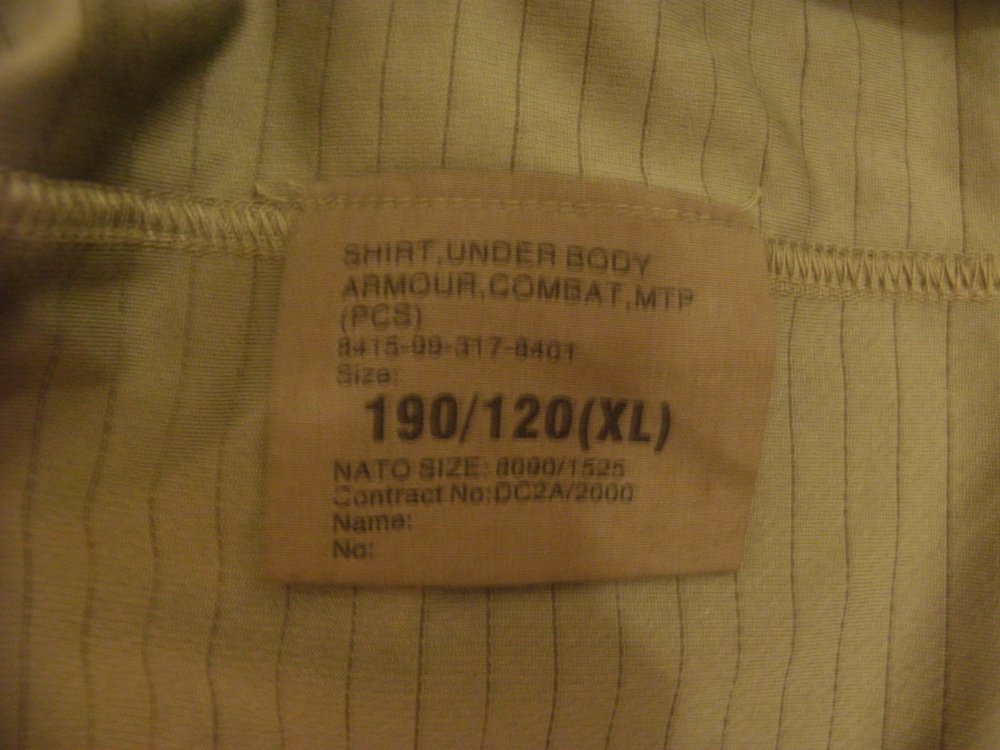 SHIRT,UNDER BODY
ARMOUR,COMBAT,MTP
(PCS)
8415-99-317-8401
Size:
190/120(XL)
NATO SIZE: 8090/1525
Contract No:DC2A/2000
Name:
No: